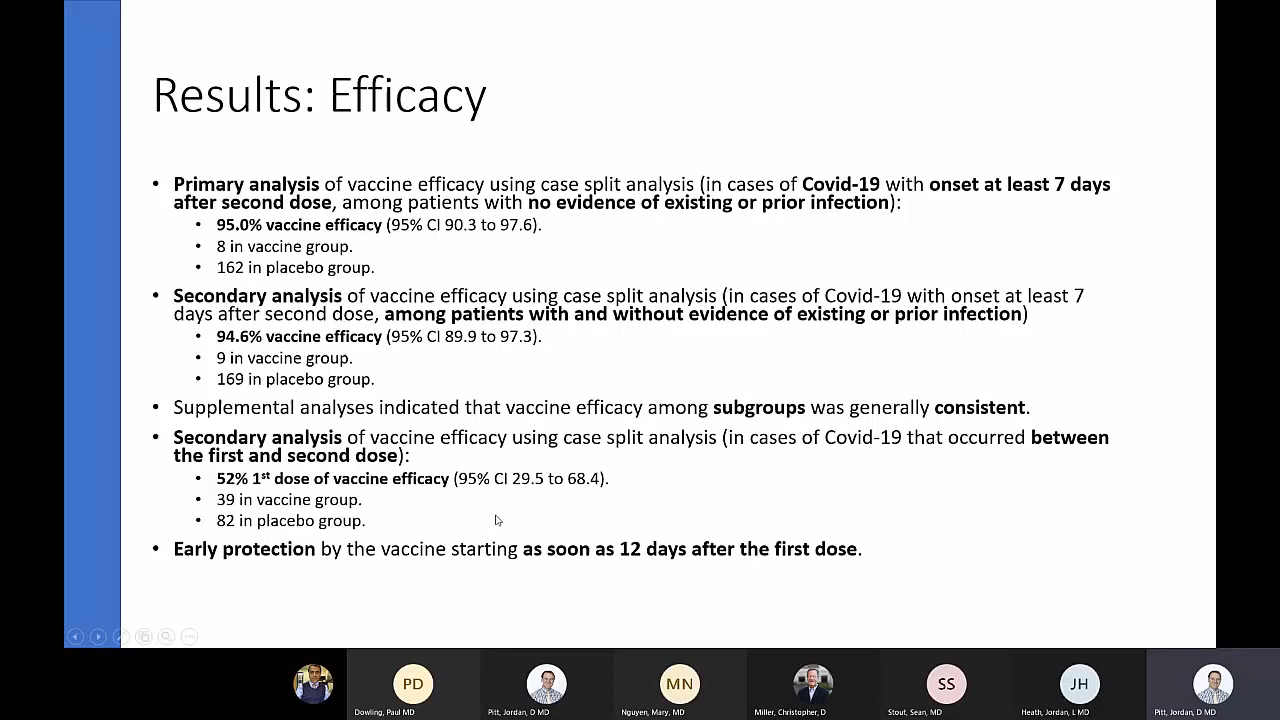 Results: Efficacy
• Primary analysis of vaccine efficacy using case split analysis (in cases of Covid-19 with onset at least 7 days
after second dose, among patients with no evidence of existing or prior infection):
• 95.0% vaccine efficacy (95% CI 90.3 to 97.6).
• 8 in vaccine group.
• 162 in placebo group.
• Secondary analysis of vaccine efficacy using case split analysis (in cases of Covid-19 with onset at least 7
days after second dose, among patients with and without evidence of existing or prior infection)
• 94.6% vaccine efficacy (95% CI 89.9 to 97.3).
• 9 in vaccine group.
• 169 in placebo group.
• Supplemental analyses indicated that vaccine efficacy among subgroups was generally consistent.
• Secondary analysis of vaccine efficacy using case split analysis (in cases of Covid-19 that occurred between
the first and second dose):
• 52% 1st dose of vaccine efficacy (95% CI 29.5 to 68.4).
• 39 in vaccine group.
• 82 in placebo group.
• Early protection by the vaccine starting as soon as 12 days after the first dose.
PD MN SS JH
Dowling, Paul MD Pitt, Jordan, D MD Nguyen, Mary, MD Miller, Christopher, D Stout, Sean, MD Heath, Jordan, L MD Pitt, Jordan, D MD